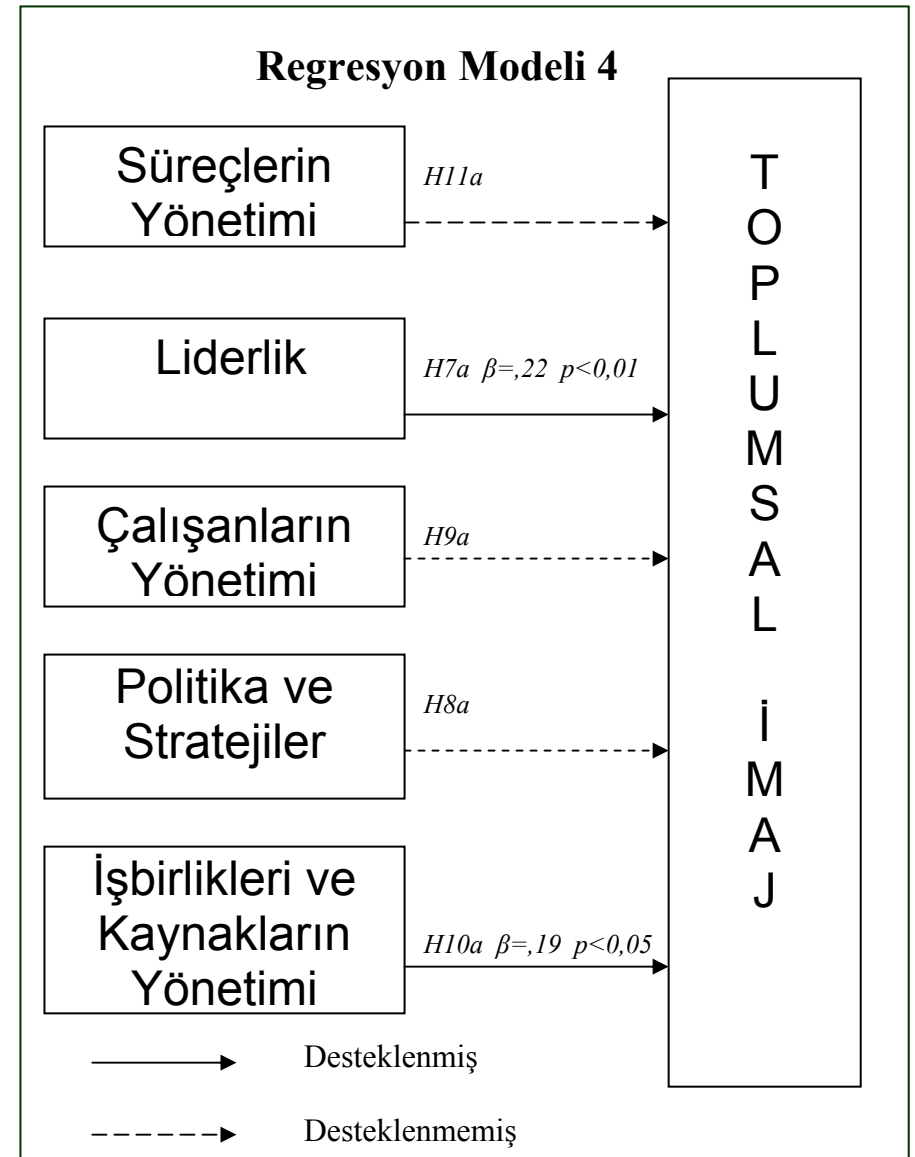 Regresyon Modeli 4
Süreçlerin
Yönetimi
H11a
Liderlik
H7a β=,22 p<0,01
Çalışanların
Yönetimi
H9a
Politika ve
Stratejiler
H8a
İşbirlikleri ve
Kaynakların
Yönetimi
H10a β=,19 p<0,05
T
O
P
L
U
M
S
A
L
İ
M
A
J
Desteklenmiş
Desteklenmemiş